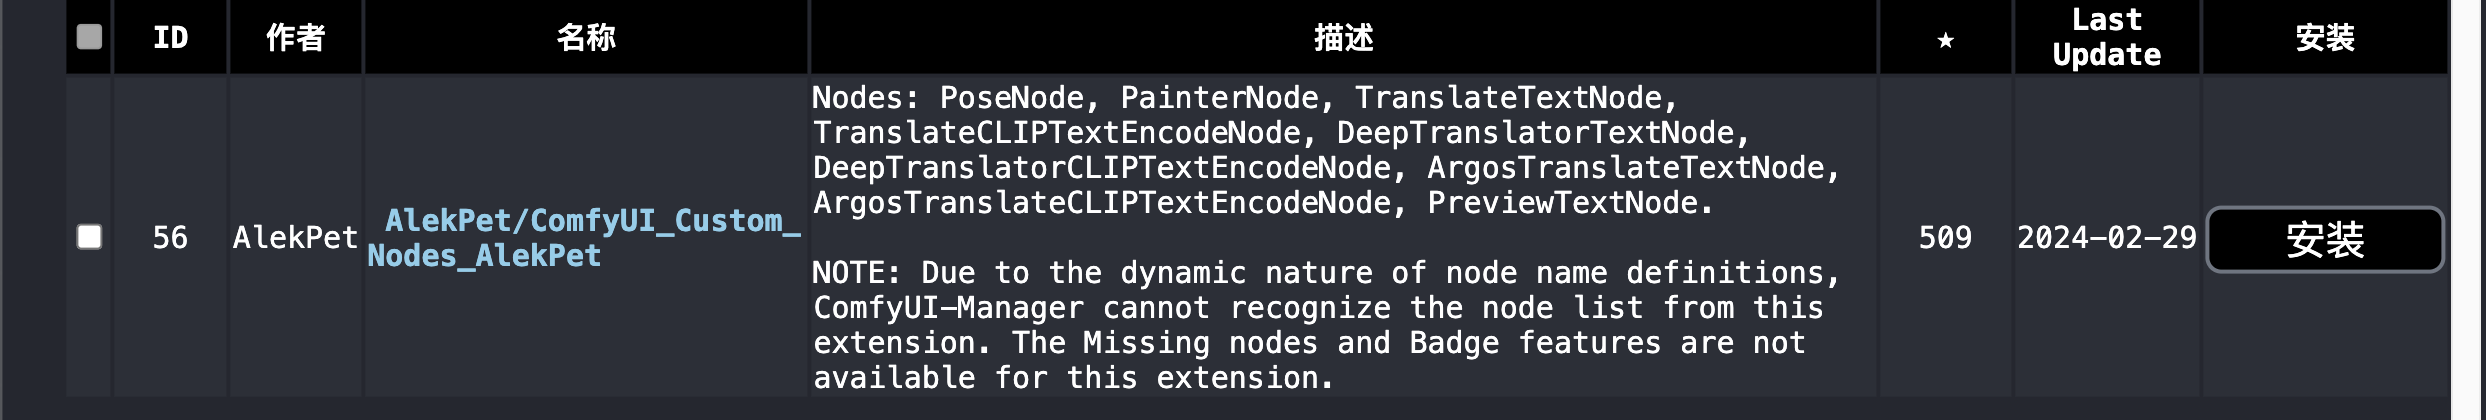 ID 作者 名称 描述 ★ Last Update 安装
56 AlekPet AlekPet/ComfyUI_Custom_
Nodes_AlekPet
Nodes: PoseNode, PainterNode, TranslateTextNode,
TranslateCLIPTextEncodeNode, DeepTranslatorTextNode,
DeepTranslatorCLIPTextEncodeNode, ArgosTranslateTextNode,
ArgosTranslateCLIPTextEncodeNode, PreviewTextNode.
NOTE: Due to the dynamic nature of node name definitions,
ComfyUI-Manager cannot recognize the node list from this
extension. The Missing nodes and Badge features are not
available for this extension.
509 2024-02-29 安装